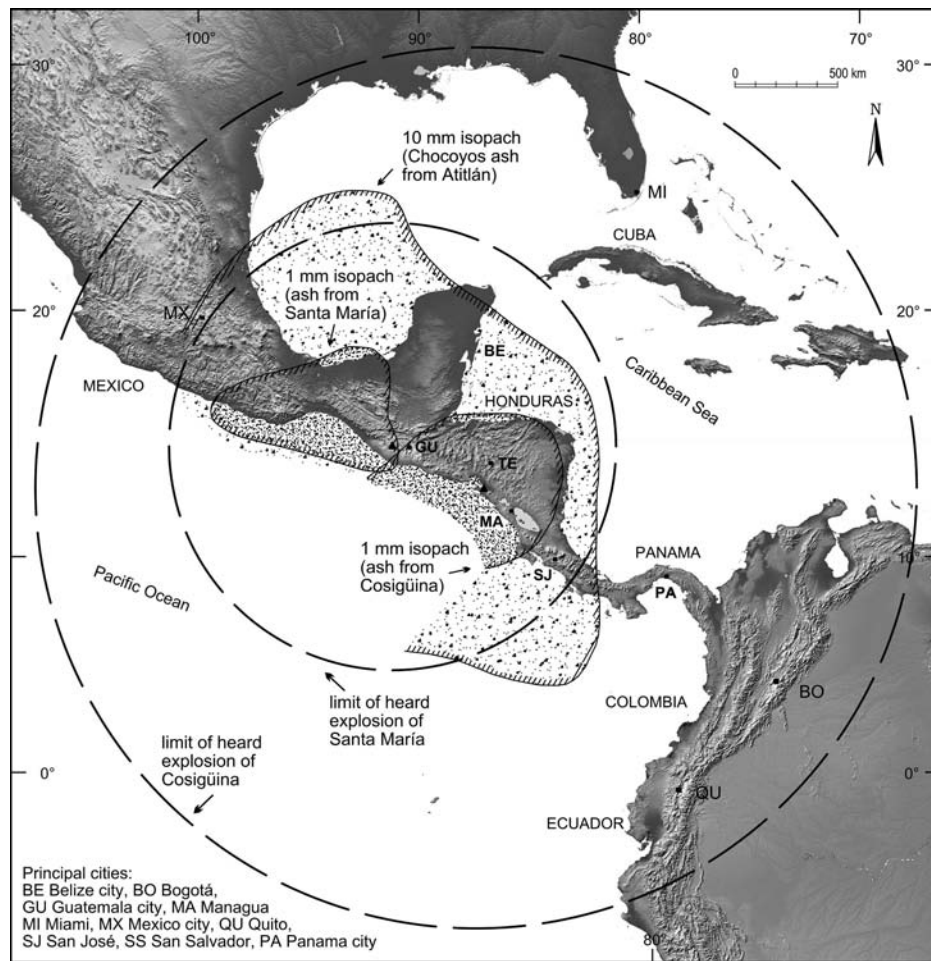 100°
90°
80°
70°
30°
30°
0
500 km
N
10 mm isopach
(Chocoyos ash
from Atitlán)
MI
CUBA
1 mm isopach
(ash from
Santa María)
20°
20°
MX
BE
Caribbean Sea
MEXICO
HONDURAS
GU
TE
MA
1 mm isopach
(ash from
Cosigüina)
SJ
PANAMA
10
10°
PA
Pacific Ocean
BO
COLOMBIA
limit of heard
explosion of
Santa María
limit of heard
explosion of
Cosigüina
0°
0°
QU
ECUADOR
Principal cities:
BE Belize city, BO Bogotá,
GU Guatemala city, MA Managua
MI Miami, MX Mexico city, QU Quito,
SJ San José, SS San Salvador, PA Panama city
80°